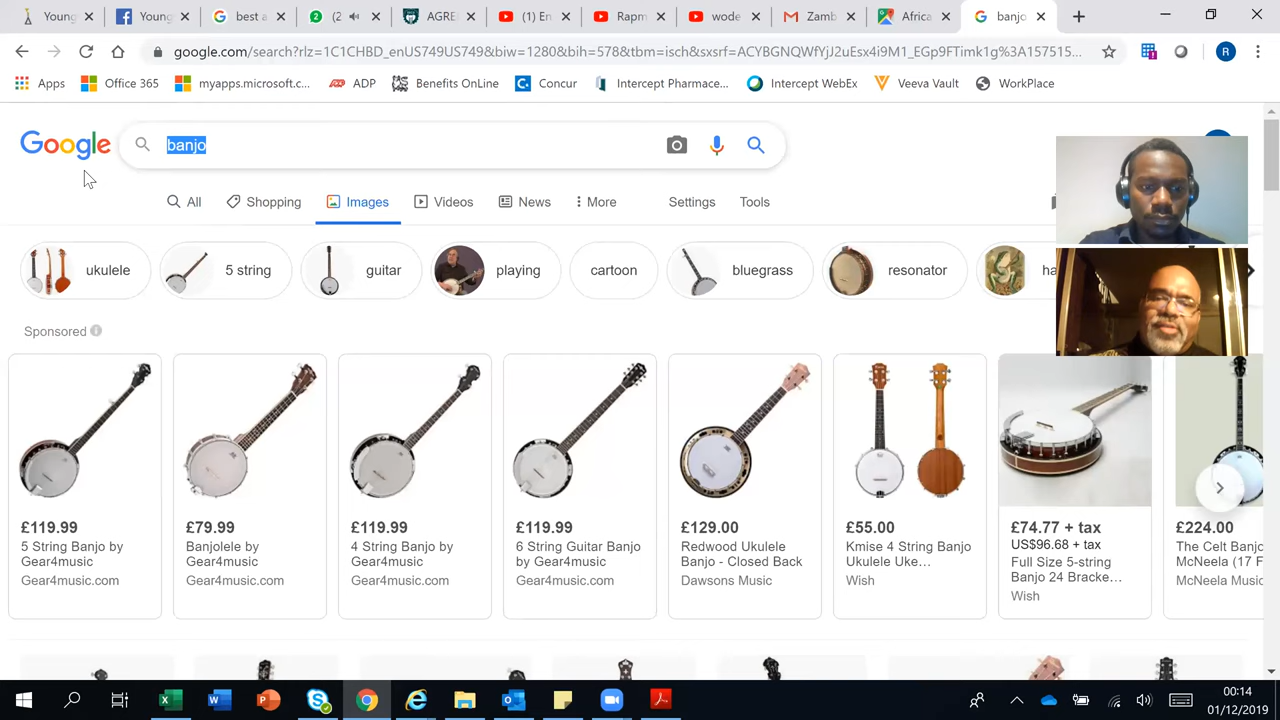 Young
Young
best a
2
(2
AGREE
(1) En
Rapm
wode
Zamb
Africa
banjo
google.com/search?rlz=1C1CHBD_enUS749US749&biw=1280&bih=578&tbm=isch&sxsrf=ACYBGNQWfYjJ2uEsx4i9M1_EGp9FTimk1g%3A157515...
R
Apps
Office 365
myapps.microsoft.c...
ADP
Benefits OnLine
Concur
Intercept Pharmace...
Intercept WebEx
Veeva Vault
WorkPlace
Google
banjo
All
Shopping
Images
Videos
News
More
Settings
Tools
ukulele
5 string
guitar
playing
cartoon
bluegrass
resonator
ha
Sponsored
£119.99
5 String Banjo by
Gear4music
Gear4music.com
£79.99
Banjolele by
Gear4music
Gear4music.com
£119.99
4 String Banjo by
Gear4music
Gear4music.com
£119.99
6 String Guitar Banjo
by Gear4music
Gear4music.com
£129.00
Redwood Ukulele
Banjo - Closed Back
Dawsons Music
£55.00
Kmise 4 String Banjo
Ukulele Uke...
Wish
£74.77 + tax
US$96.68 + tax
Full Size 5-string
Banjo 24 Bracke...
Wish
£224.00
The Celt Banjo
McNeela (17 F
McNeela Music
00:14
01/12/2019